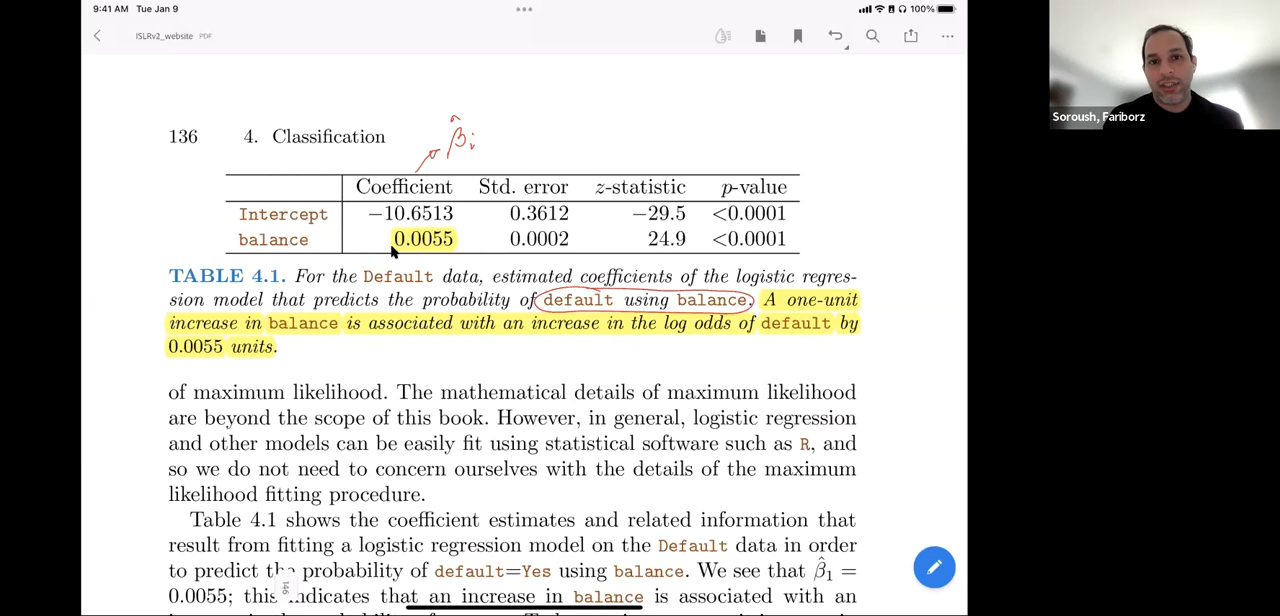 9:41 AM Tue Jan 9
100%
ISLRv2_website PDF
Soroush, Fariborz
136 4. Classification
β̂i
Coefficient Std. error z-statistic p-value
Intercept −10.6513 0.3612 −29.5 <0.0001
balance 0.0055 0.0002 24.9 <0.0001
TABLE 4.1. For the Default data, estimated coefficients of the logistic regres-
sion model that predicts the probability of default using balance. A one-unit
increase in balance is associated with an increase in the log odds of default by
0.0055 units.
of maximum likelihood. The mathematical details of maximum likelihood
are beyond the scope of this book. However, in general, logistic regression
and other models can be easily fit using statistical software such as R, and
so we do not need to concern ourselves with the details of the maximum
likelihood fitting procedure.
Table 4.1 shows the coefficient estimates and related information that
result from fitting a logistic regression model on the Default data in order
to predict the probability of default=Yes using balance. We see that β̂1 =
0.0055; this indicates that an increase in balance is associated with an
146